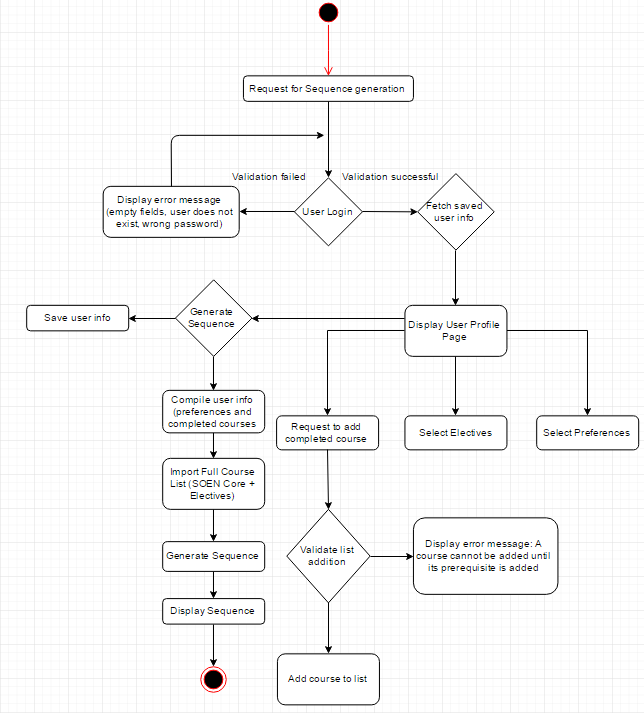 Request for Sequence generation
Validation failed
Validation successful
Display error message
(empty fields, user does not
exist, wrong password)
User Login
Fetch saved
user info
Save user info
Generate
Sequence
Display User Profile
Page
Compile user info
(preferences and
completed courses
Request to add
completed course
Select Electives
Select Preferences
Import Full Course
List (SOEN Core +
Electives)
Validate list
addition
Display error message: A
course cannot be added until
its prerequisite is added
Generate Sequence
Display Sequence
Add course to list